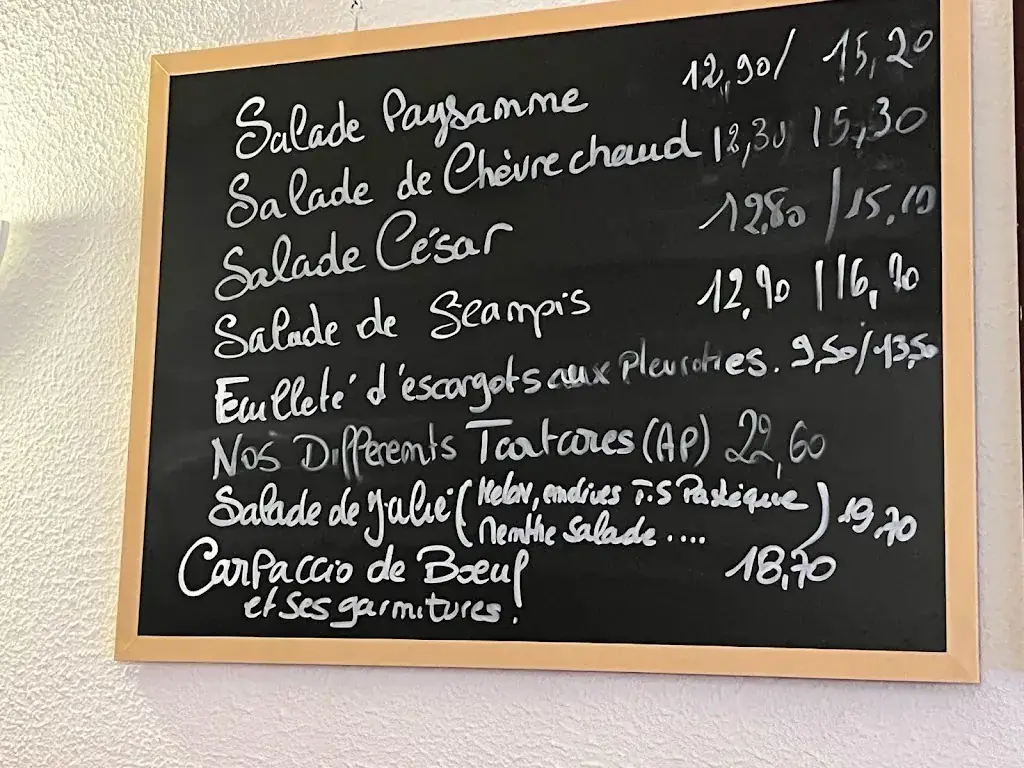 Salade Paysanne 12,90/ 15,20
Salade de Chèvre chaud 12,30 15,30
Salade César 12,80 / 15,10
Salade de Scampis 12,90 / 16,90
Feuilleté d'escargots aux Pleurottes. 9,50/13,50
Nos Différents Tartares (AP) 22,60
Salade de Julie (Melon, endives T.S Pastèque
Menthe Salade ....) 19,70
Carpaccio de Bœuf 18,70
et ses garnitures.